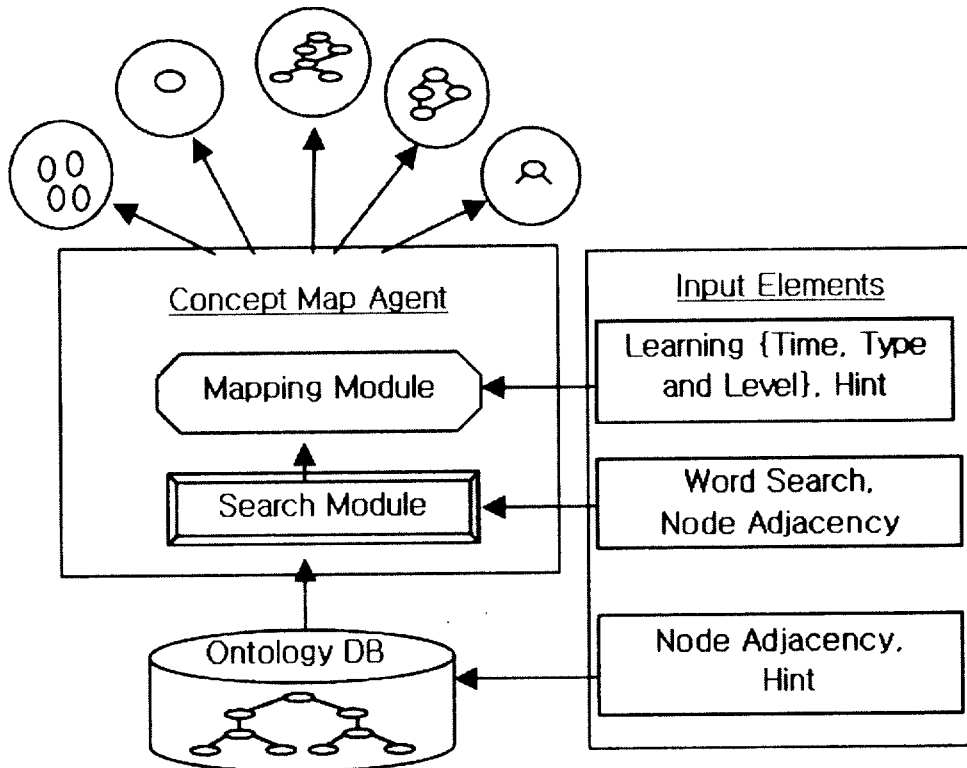 Concept Map Agent
Mapping Module
Search Module
Ontology DB
Input Elements
Learning {Time, Type
and Level}, Hint
Word Search,
Node Adjacency
Node Adjacency,
Hint